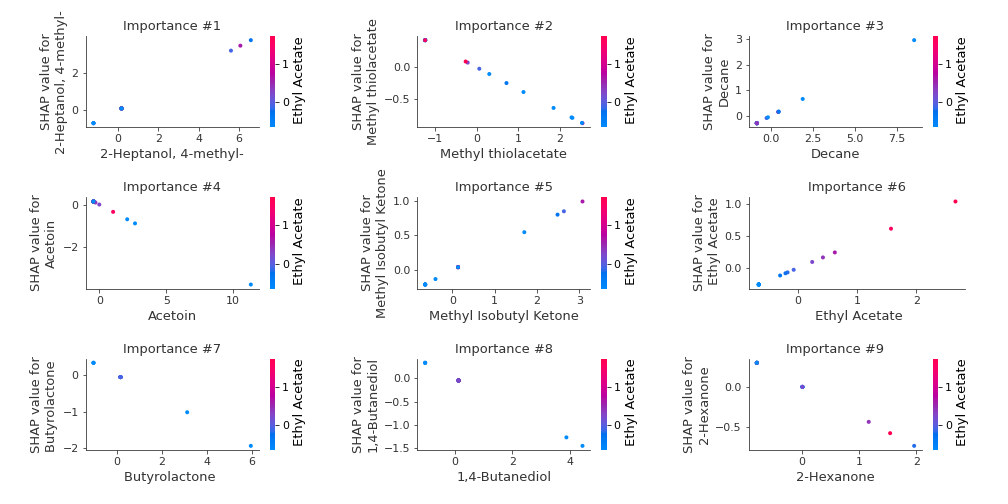 Importance #1
SHAP value for
2-Heptanol, 4-methyl-
2
0
0
2
4
6
2-Heptanol, 4-methyl-
1
0
Ethyl Acetate
Importance #2
SHAP value for
Methyl thiolacetate
0.0
−0.5
−1
0
1
2
Methyl thiolacetate
1
0
Ethyl Acetate
Importance #3
SHAP value for
Decane
3
2
1
0
0.0
2.5
5.0
7.5
Decane
1
0
Ethyl Acetate
Importance #4
SHAP value for
Acetoin
0
−2
0
5
10
Acetoin
1
0
Ethyl Acetate
Importance #5
SHAP value for
Methyl Isobutyl Ketone
1.0
0.5
0.0
0
1
2
3
Methyl Isobutyl Ketone
1
0
Ethyl Acetate
Importance #6
SHAP value for
Ethyl Acetate
1.0
0.5
0.0
0
1
2
Ethyl Acetate
Importance #7
SHAP value for
Butyrolactone
0
−1
−2
0
2
4
6
Butyrolactone
1
0
Ethyl Acetate
Importance #8
SHAP value for
1,4-Butanediol
0.0
−0.5
−1.0
−1.5
0
2
4
1,4-Butanediol
1
0
Ethyl Acetate
Importance #9
SHAP value for
2-Hexanone
0.0
−0.5
0
1
2
2-Hexanone
1
0
Ethyl Acetate